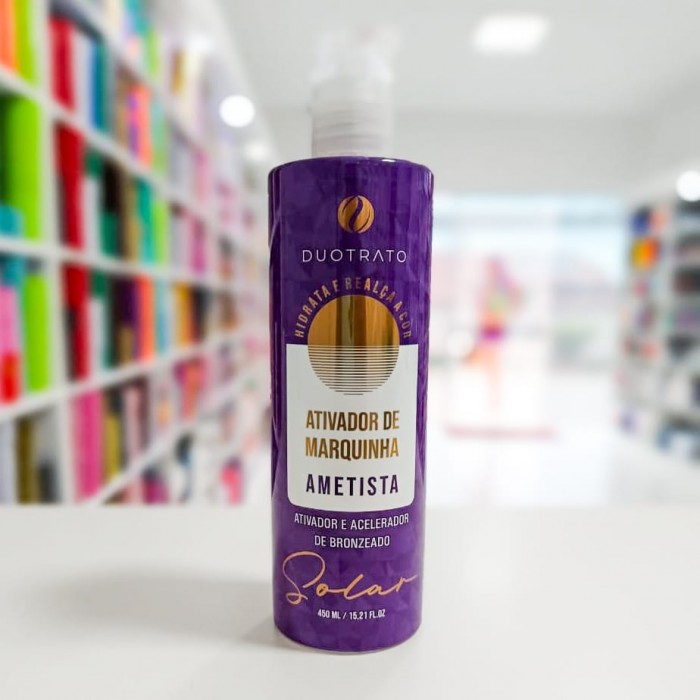 DUOTRATO
HIDRATA E REALÇA A COR
ATIVADOR DE
MARQUINHA
AMETISTA
ATIVADOR E ACELERADOR
DE BRONZEADO
Solar
450 ML / 15,21 FL.OZ